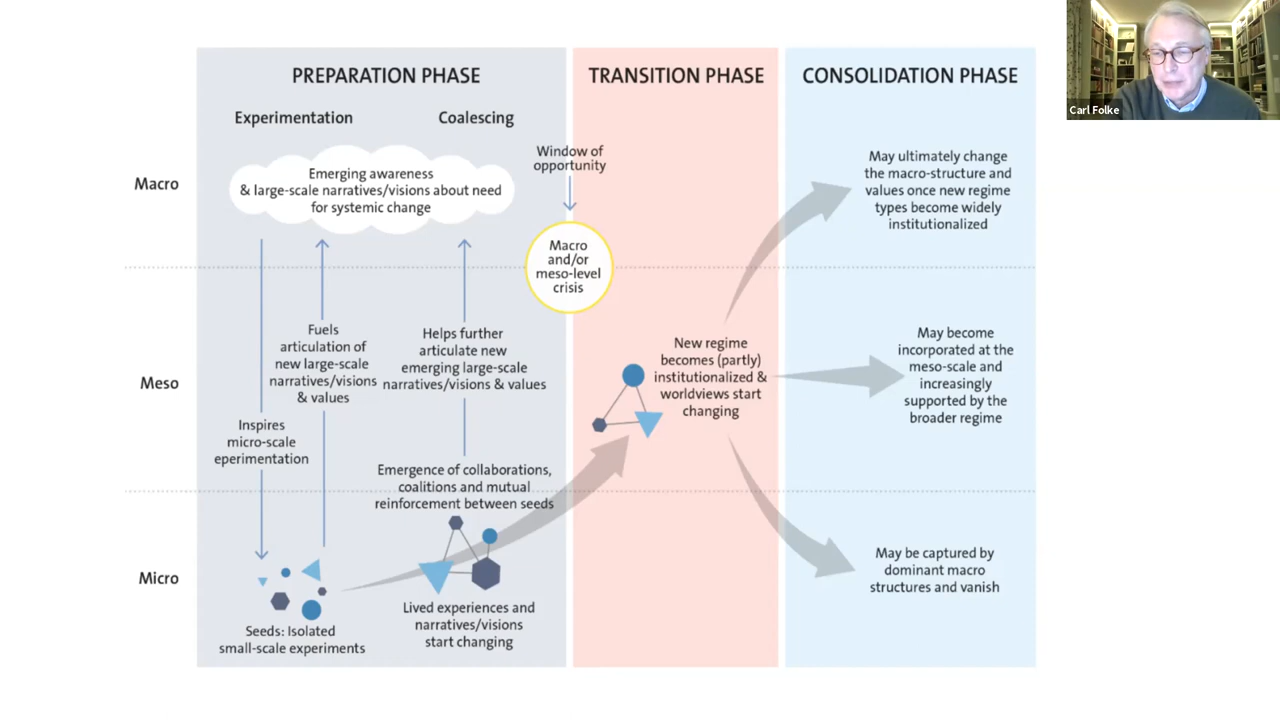 PREPARATION PHASE
TRANSITION PHASE
CONSOLIDATION PHASE
Carl Folke
Experimentation
Coalescing
Macro
Emerging awareness
& large-scale narratives/visions about need
for systemic change
Window of
opportunity
Macro
and/or
meso-level
crisis
May ultimately change
the macro-structure and
values once new regime
types become widely
institutionalized
Meso
Inspires
micro-scale
eperimentation
Fuels
articulation of
new large-scale
narratives/visions
& values
Helps further
articulate new
emerging large-scale
narratives/visions & values
New regime
becomes (partly)
institutionalized &
worldviews start
changing
May become
incorporated at the
meso-scale and
increasingly
supported by the
broader regime
Emergence of collaborations,
coalitions and mutual
reinforcement between seeds
Micro
Seeds: Isolated
small-scale experiments
Lived experiences and
narratives/visions
start changing
May be captured by
dominant macro
structures and vanish